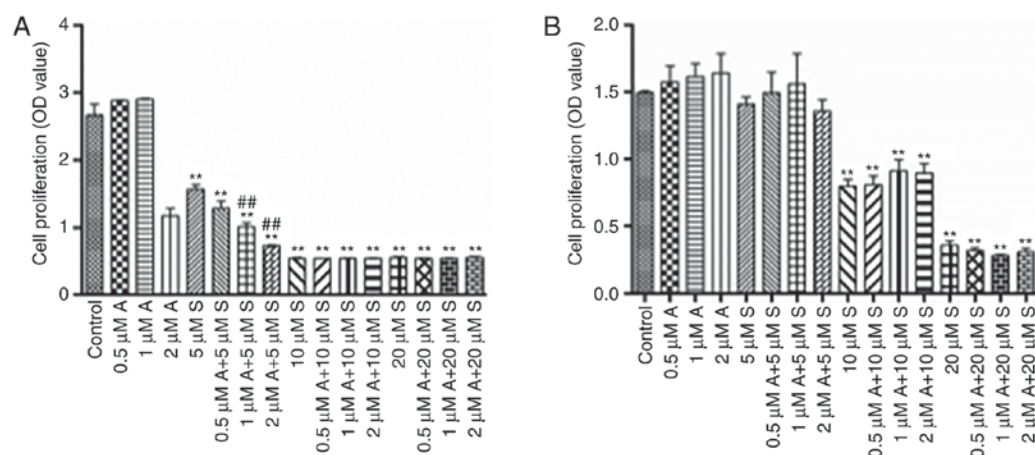 A
Cell proliferation (OD value)
4
3
2
1
0
**
**
##
**
##
**
**
**
**
**
**
**
**
**
Control
0.5 μM A
1 μM A
2 μM A
5 μM S
0.5 μM A+5 μM S
1 μM A+5 μM S
2 μM A+5 μM S
10 μM S
0.5 μM A+10 μM S
1 μM A+10 μM S
2 μM A+10 μM S
20 μM S
0.5 μM A+20 μM S
1 μM A+20 μM S
2 μM A+20 μM S
B
Cell proliferation (OD value)
2.0
1.5
1.0
0.5
0.0
**
**
**
**
**
**
**
**
Control
0.5 μM A
1 μM A
2 μM A
5 μM S
0.5 μM A+5 μM S
1 μM A+5 μM S
2 μM A+5 μM S
10 μM S
0.5 μM A+10 μM S
1 μM A+10 μM S
2 μM A+10 μM S
20 μM S
0.5 μM A+20 μM S
1 μM A+20 μM S
2 μM A+20 μM S